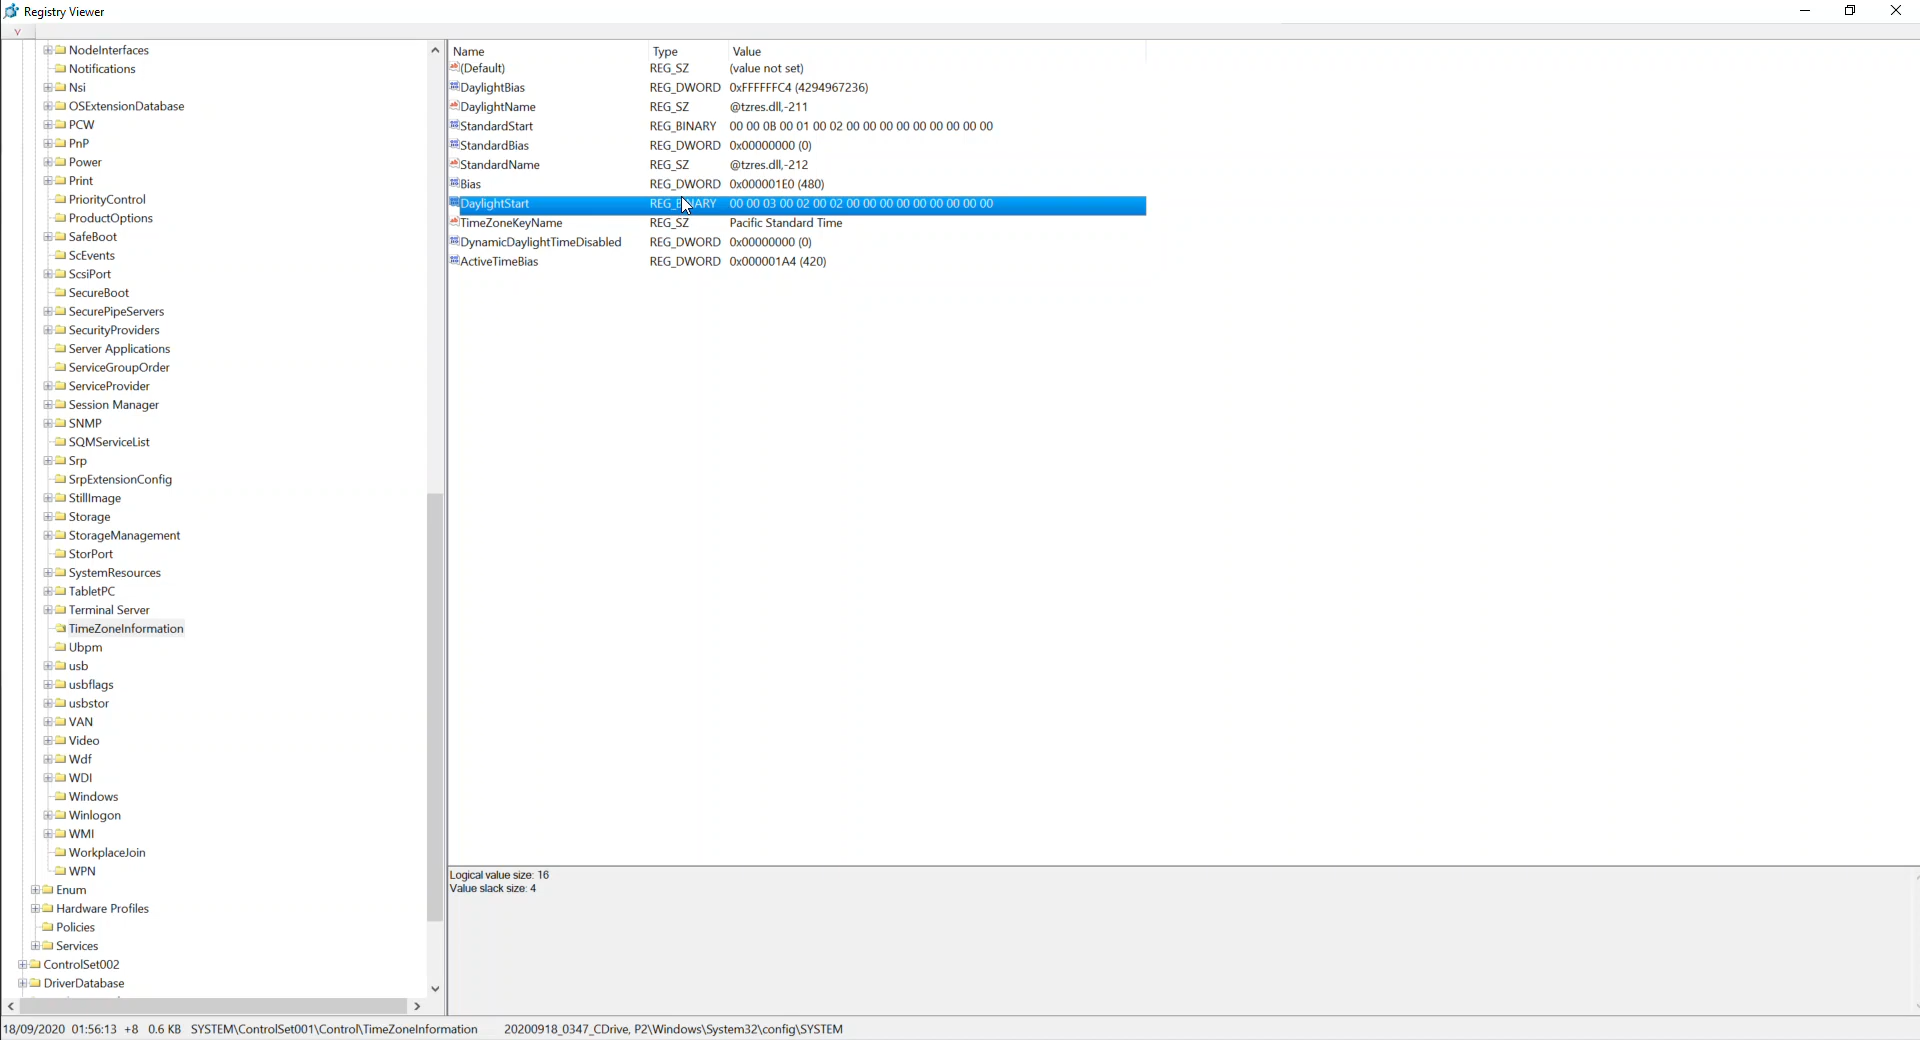 Registry Viewer
NodeInterfaces
Notifications
Nsi
OSExtensionDatabase
PCW
PnP
Power
Print
PriorityControl
ProductOptions
SafeBoot
ScEvents
ScsiPort
SecureBoot
SecurePipeServers
SecurityProviders
Server Applications
ServiceGroupOrder
ServiceProvider
Session Manager
SNMP
SQMServiceList
Srp
SrpExtensionConfig
StillImage
Storage
StorageManagement
StorPort
SystemResources
TabletPC
Terminal Server
TimeZoneInformation
Ubpm
usb
usbflags
usbstor
VAN
Video
Wdf
WDI
Windows
Winlogon
WMI
WorkplaceJoin
WPN
Enum
Hardware Profiles
Policies
Services
ControlSet002
DriverDatabase
Name Type Value
(Default) REG_SZ (value not set)
DaylightBias REG_DWORD 0xFFFFFFC4 (4294967236)
DaylightName REG_SZ @tzres.dll,-211
StandardStart REG_BINARY 00 00 0B 00 01 00 02 00 00 00 00 00 00 00 00 00
StandardBias REG_DWORD 0x00000000 (0)
StandardName REG_SZ @tzres.dll,-212
Bias REG_DWORD 0x000001E0 (480)
DaylightStart REG_BINARY 00 00 03 00 02 00 02 00 00 00 00 00 00 00 00 00
TimeZoneKeyName REG_SZ Pacific Standard Time
DynamicDaylightTimeDisabled REG_DWORD 0x00000000 (0)
ActiveTimeBias REG_DWORD 0x000001A4 (420)
Logical value size: 16
Value slack size: 4
18/09/2020 01:56:13 +8 0.6 KB SYSTEM\ControlSet001\Control\TimeZoneInformation 20200918_0347_CDrive, P2\Windows\System32\config\SYSTEM